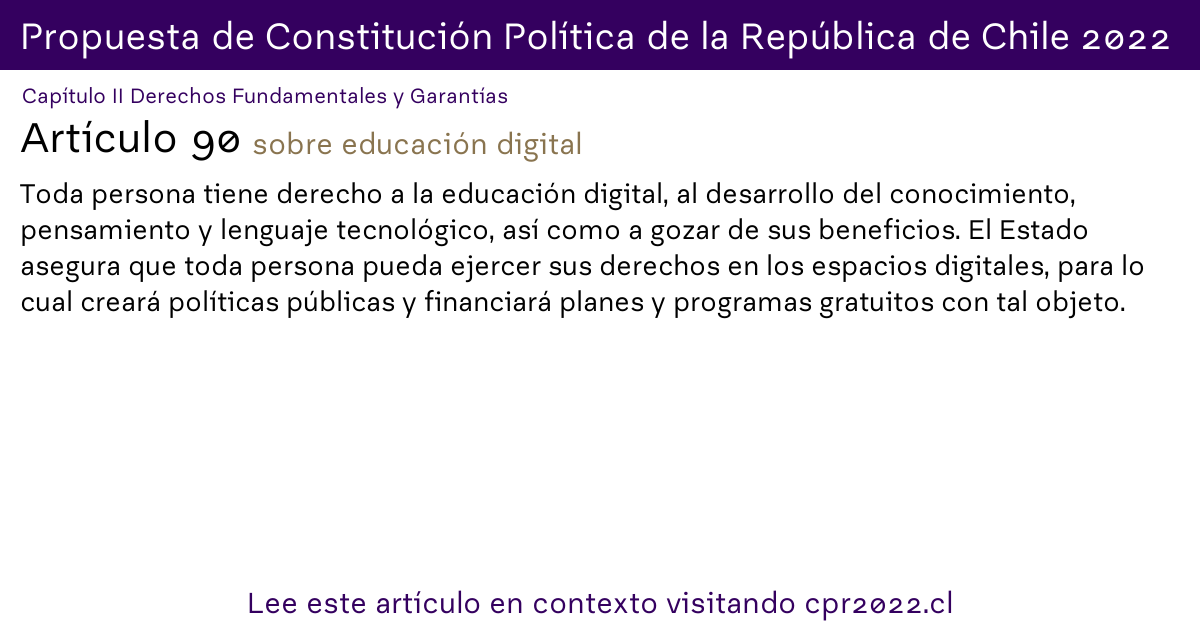 Propuesta de Constitución Política de la República de Chile 2022
Capítulo II Derechos Fundamentales y Garantías
Artículo 90 sobre educación digital
Toda persona tiene derecho a la educación digital, al desarrollo del conocimiento,
pensamiento y lenguaje tecnológico, así como a gozar de sus beneficios. El Estado
asegura que toda persona pueda ejercer sus derechos en los espacios digitales, para lo
cual creará políticas públicas y financiará planes y programas gratuitos con tal objeto.
Lee este artículo en contexto visitando cpr2022.cl